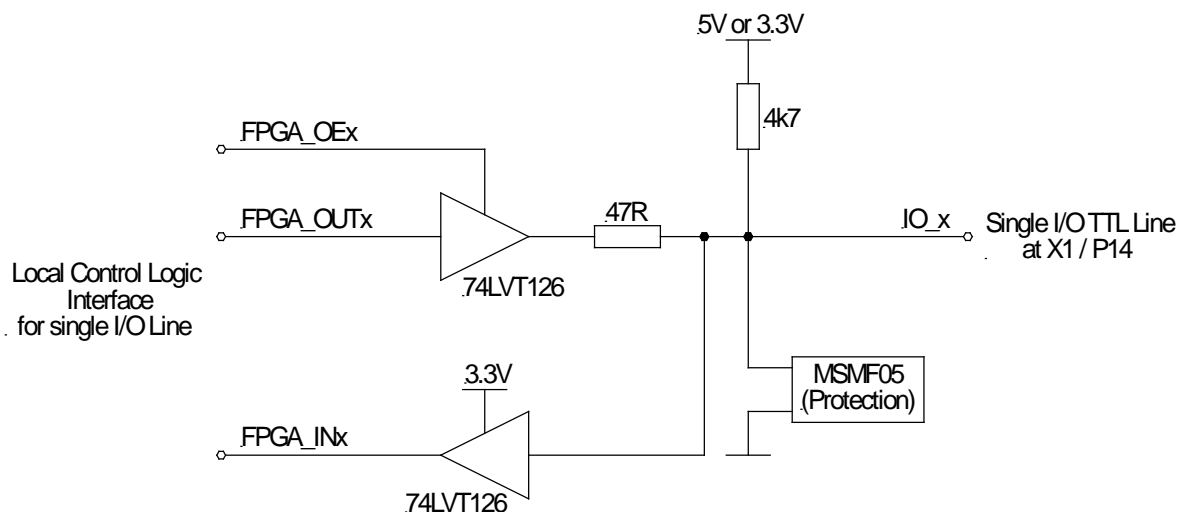 5V or 3.3V
4k7
FPGA_OEx
FPGA_OUTx
47R
IO_x
Single I/O TTL Line
at X1 / P14
74LVT126
Local Control Logic
Interface
for single I/O Line
3.3V
MSMF05
(Protection)
FPGA_INx
74LVT126